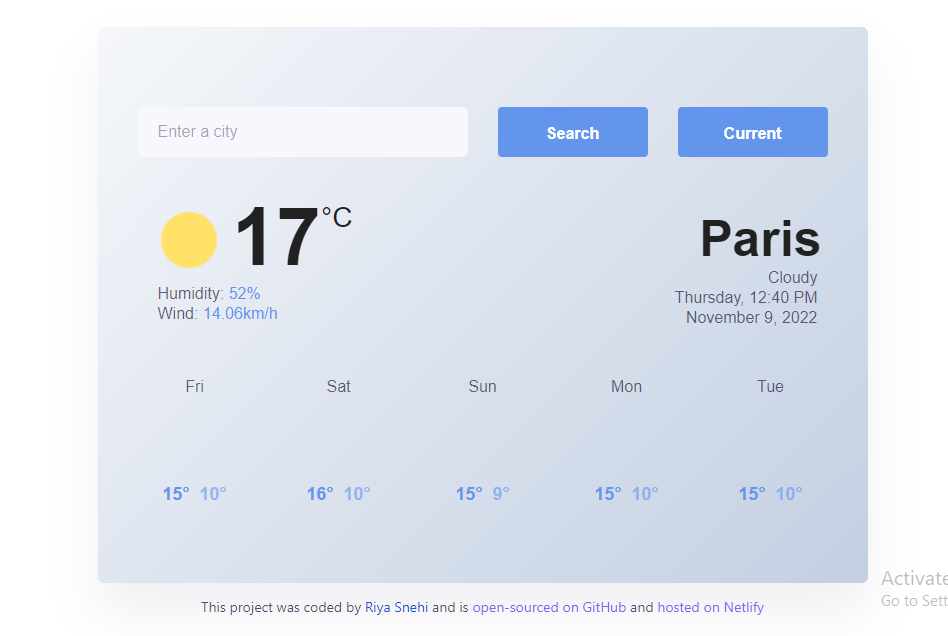 Enter a city Search Current
17°C
Paris
Cloudy
Humidity: 52%
Thursday, 12:40 PM
Wind: 14.06km/h
November 9, 2022
Fri Sat Sun Mon Tue
15° 10° 16° 10° 15° 9° 15° 10° 15° 10°
Activate
Go to Sett
This project was coded by Riya Snehi and is open-sourced on GitHub and hosted on Netlify